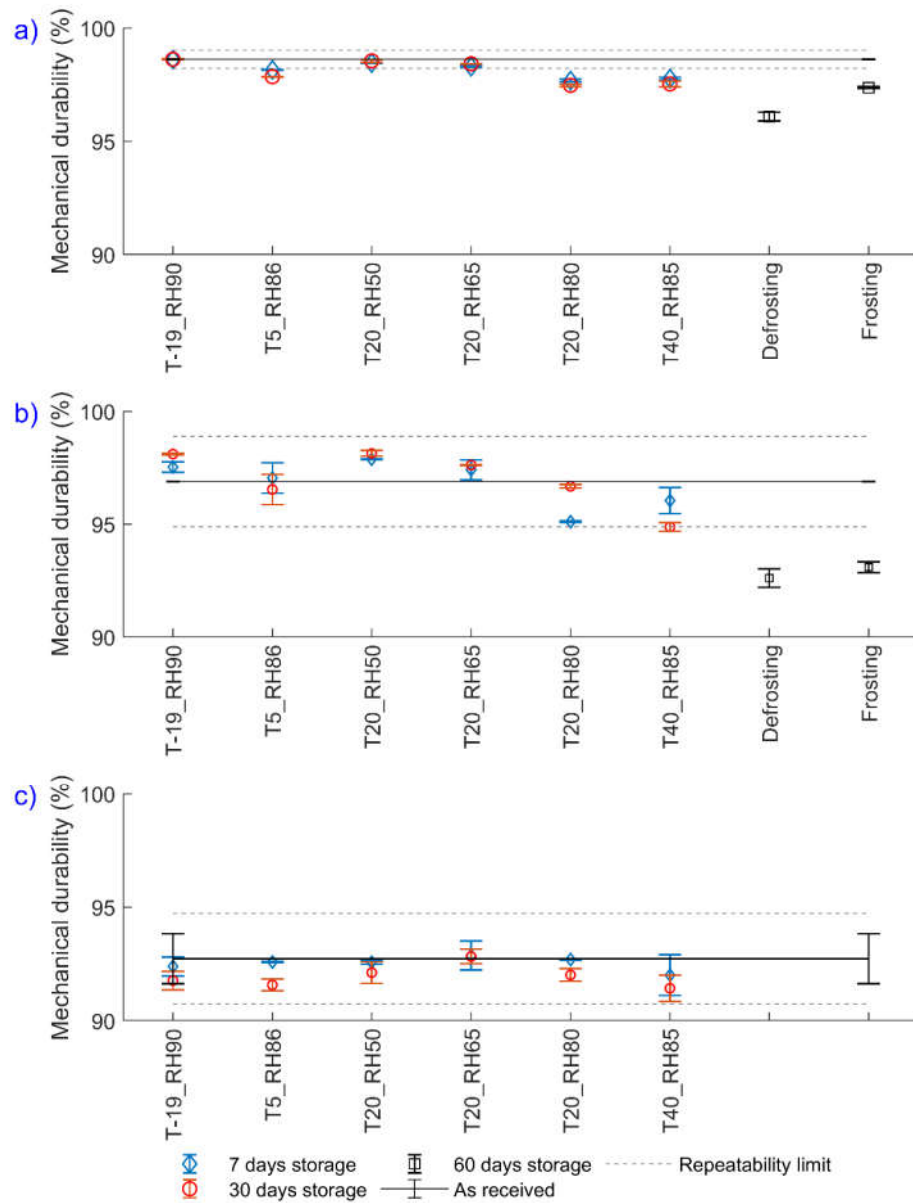 a)
Mechanical durability (%)
100
95
90
T-19_RH90
T5_RH86
T20_RH50
T20_RH65
T20_RH80
T40_RH85
Defrosting
Frosting
b)
Mechanical durability (%)
100
95
90
T-19_RH90
T5_RH86
T20_RH50
T20_RH65
T20_RH80
T40_RH85
Defrosting
Frosting
c)
Mechanical durability (%)
100
95
90
T-19_RH90
T5_RH86
T20_RH50
T20_RH65
T20_RH80
T40_RH85
7 days storage
60 days storage
Repeatability limit
30 days storage
As received